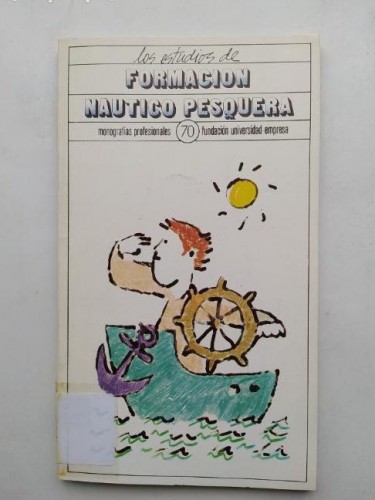 los estudios de
FORMACION
NAUTICO PESQUERA
monografías profesionales 70 fundación universidad-empresa